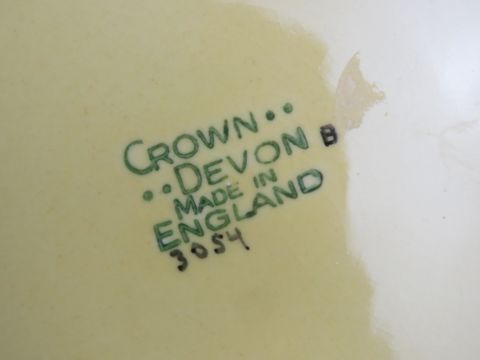 CROWN··
··DEVON B
MADE IN
ENGLAND
3054